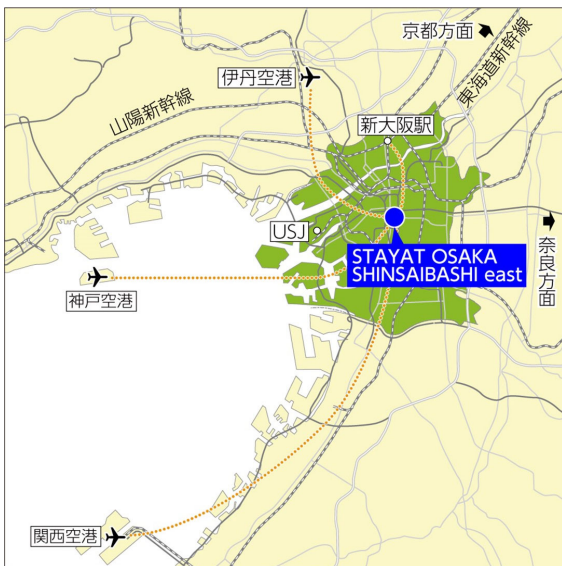 京都方面
東海道新幹線
伊丹空港
山陽新幹線
新大阪駅
USJ
STAYAT OSAKA
SHINSAIBASHI east
奈良方面
神戸空港
関西空港